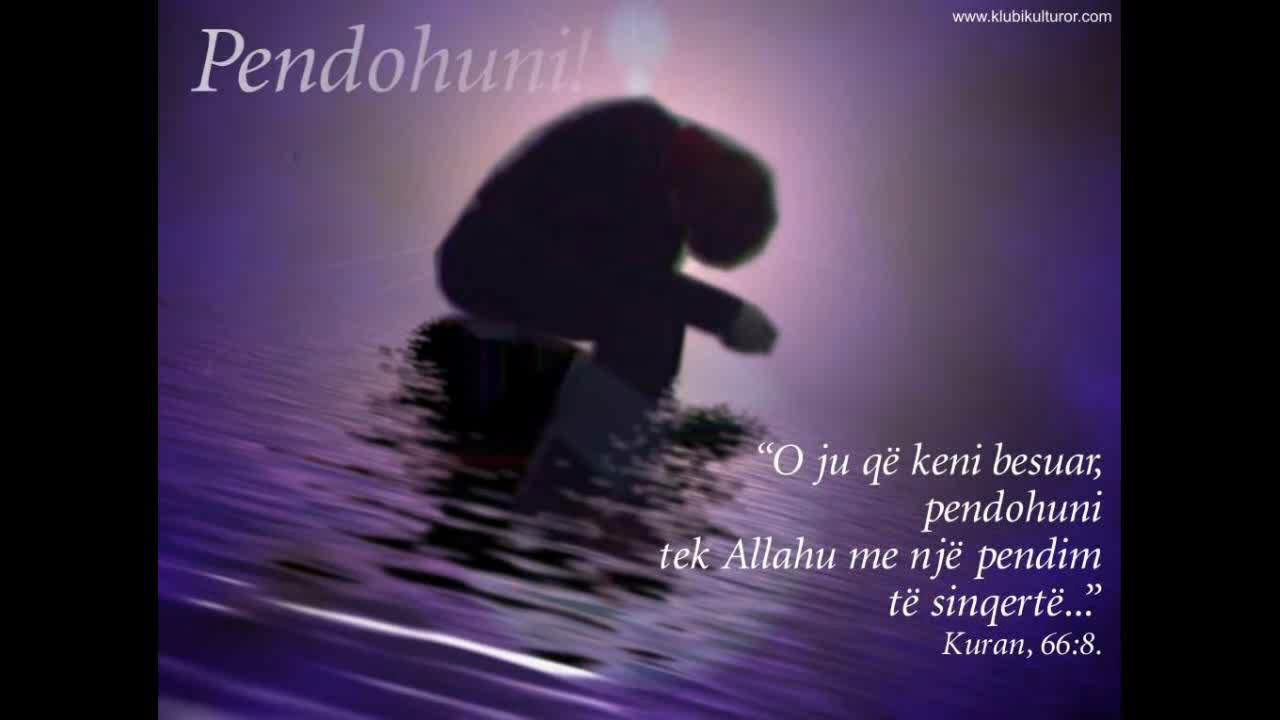 www.klubikulturor.com
Pendohuni!
“O ju që keni besuar,
pendohuni
tek Allahu me një pendim
të sinqertë...”
Kuran, 66:8.